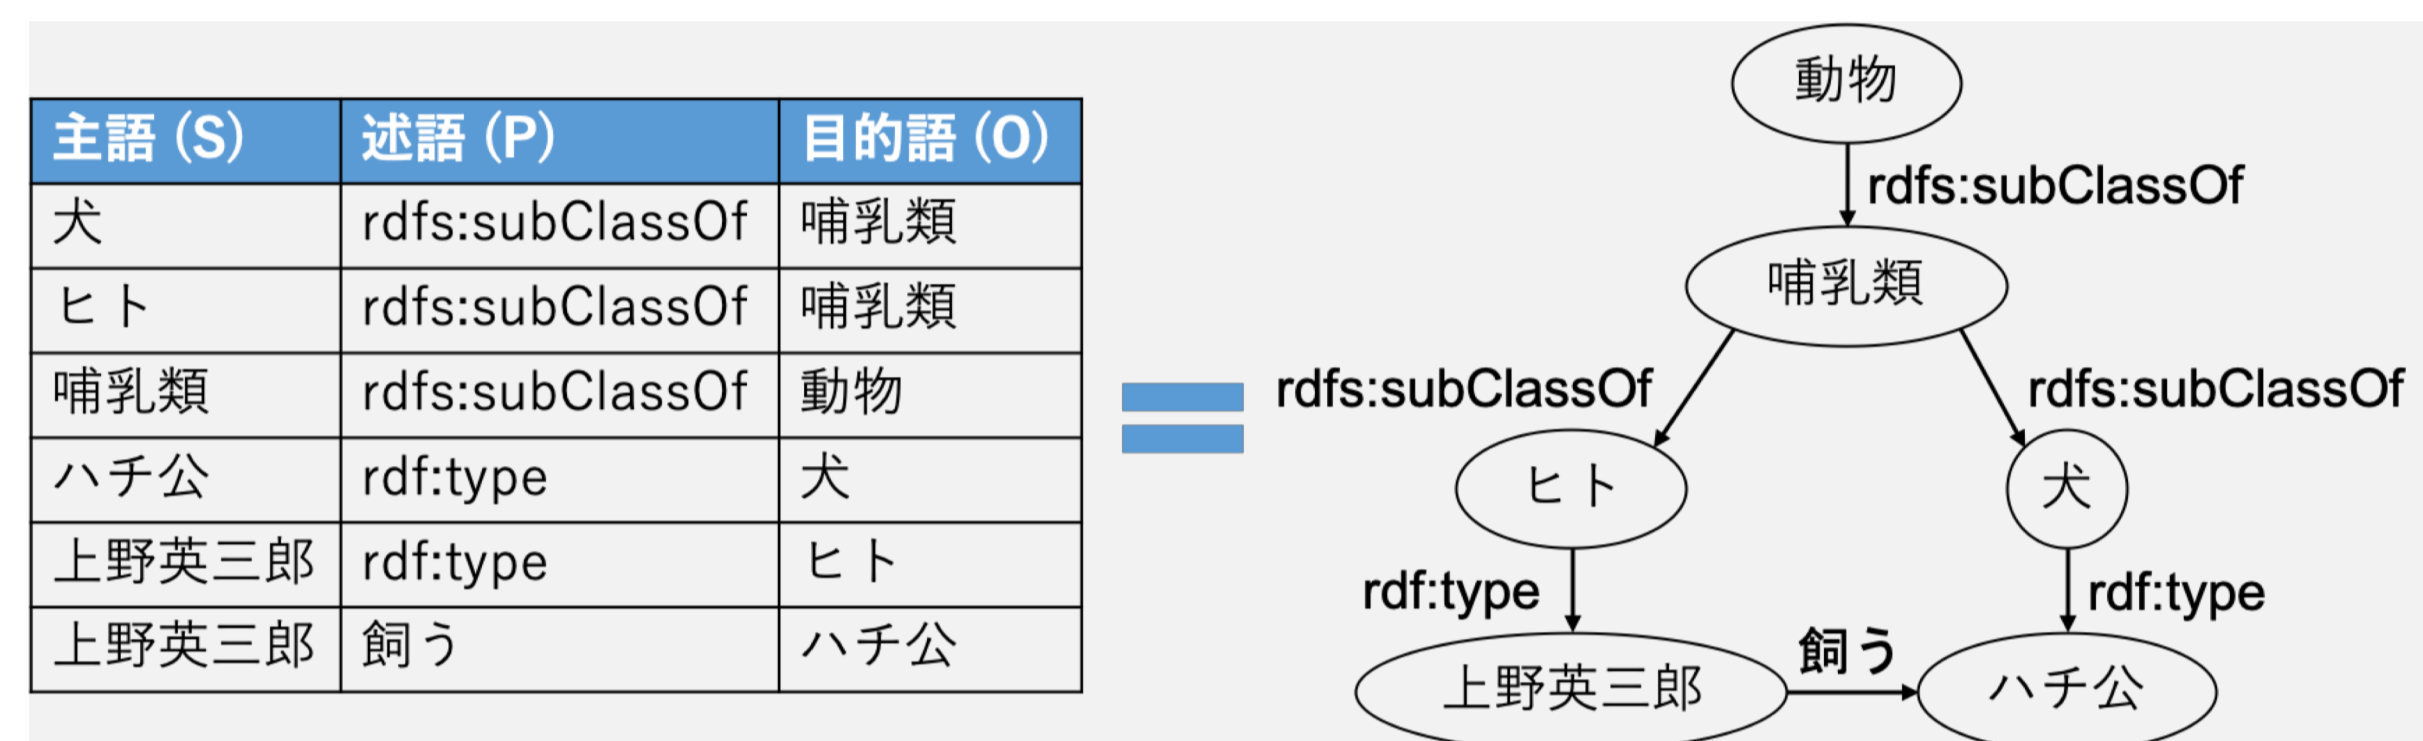 主語 (S) 述語 (P) 目的語 (O)
犬 rdfs:subClassOf 哺乳類
ヒト rdfs:subClassOf 哺乳類
哺乳類 rdfs:subClassOf 動物
ハチ公 rdf:type 犬
上野英三郎 rdf:type ヒト
上野英三郎 飼う ハチ公
動物
rdfs:subClassOf
哺乳類
rdfs:subClassOf rdfs:subClassOf
ヒト 犬
rdf:type rdf:type
飼う
上野英三郎 ハチ公